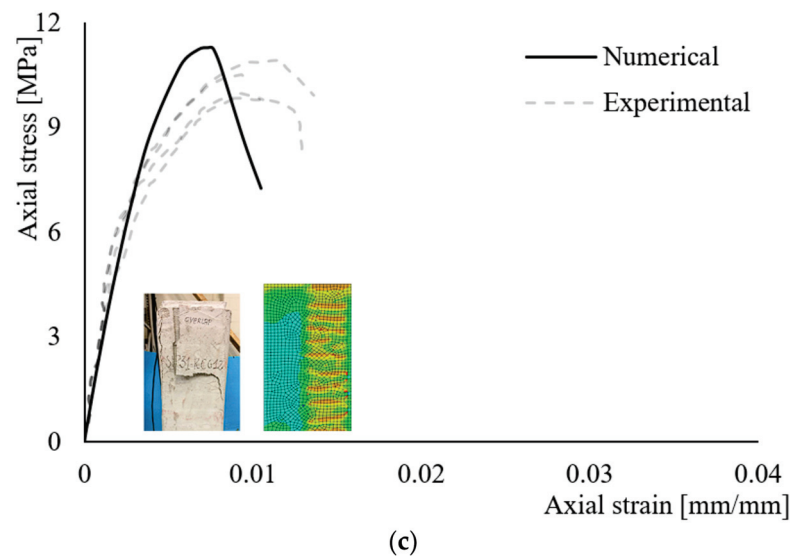 12
9
6
3
0
Axial stress [MPa]
Numerical
Experimental
0
0.01
0.02
0.03
0.04
Axial strain [mm/mm]
(c)